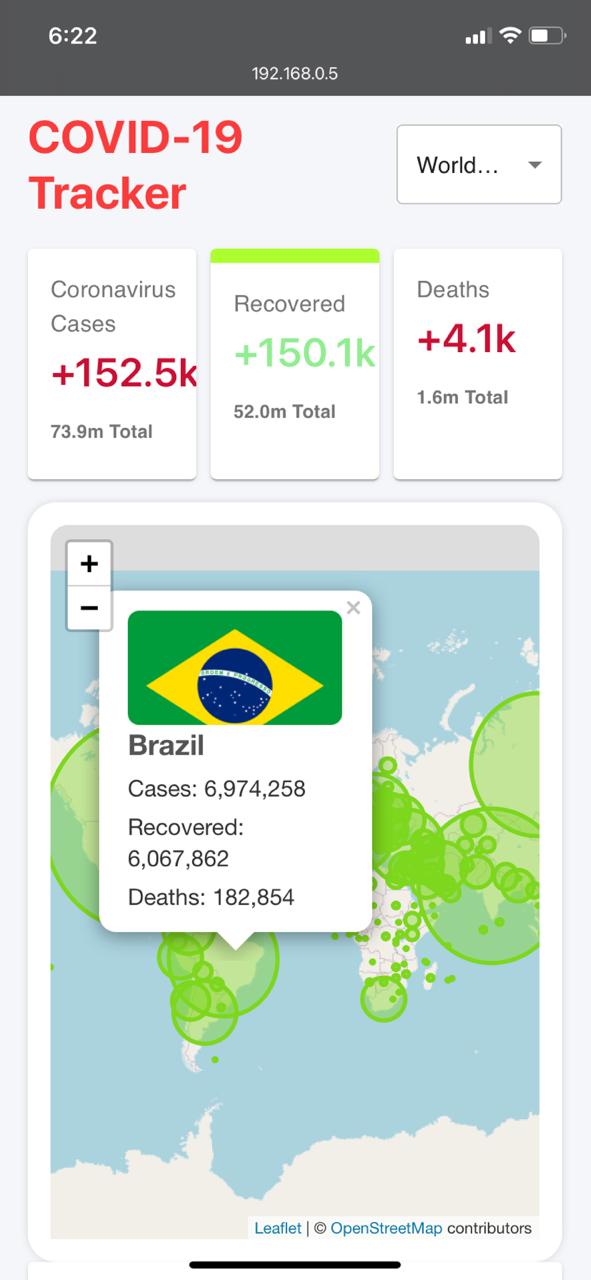 6:22
192.168.0.5
COVID-19
Tracker
World...
Coronavirus
Cases
+152.5k
73.9m Total
Recovered
+150.1k
52.0m Total
Deaths
+4.1k
1.6m Total
+
−
×
ORDEM E PROGRESSO
Brazil
Cases: 6,974,258
Recovered:
6,067,862
Deaths: 182,854
Leaflet | © OpenStreetMap contributors